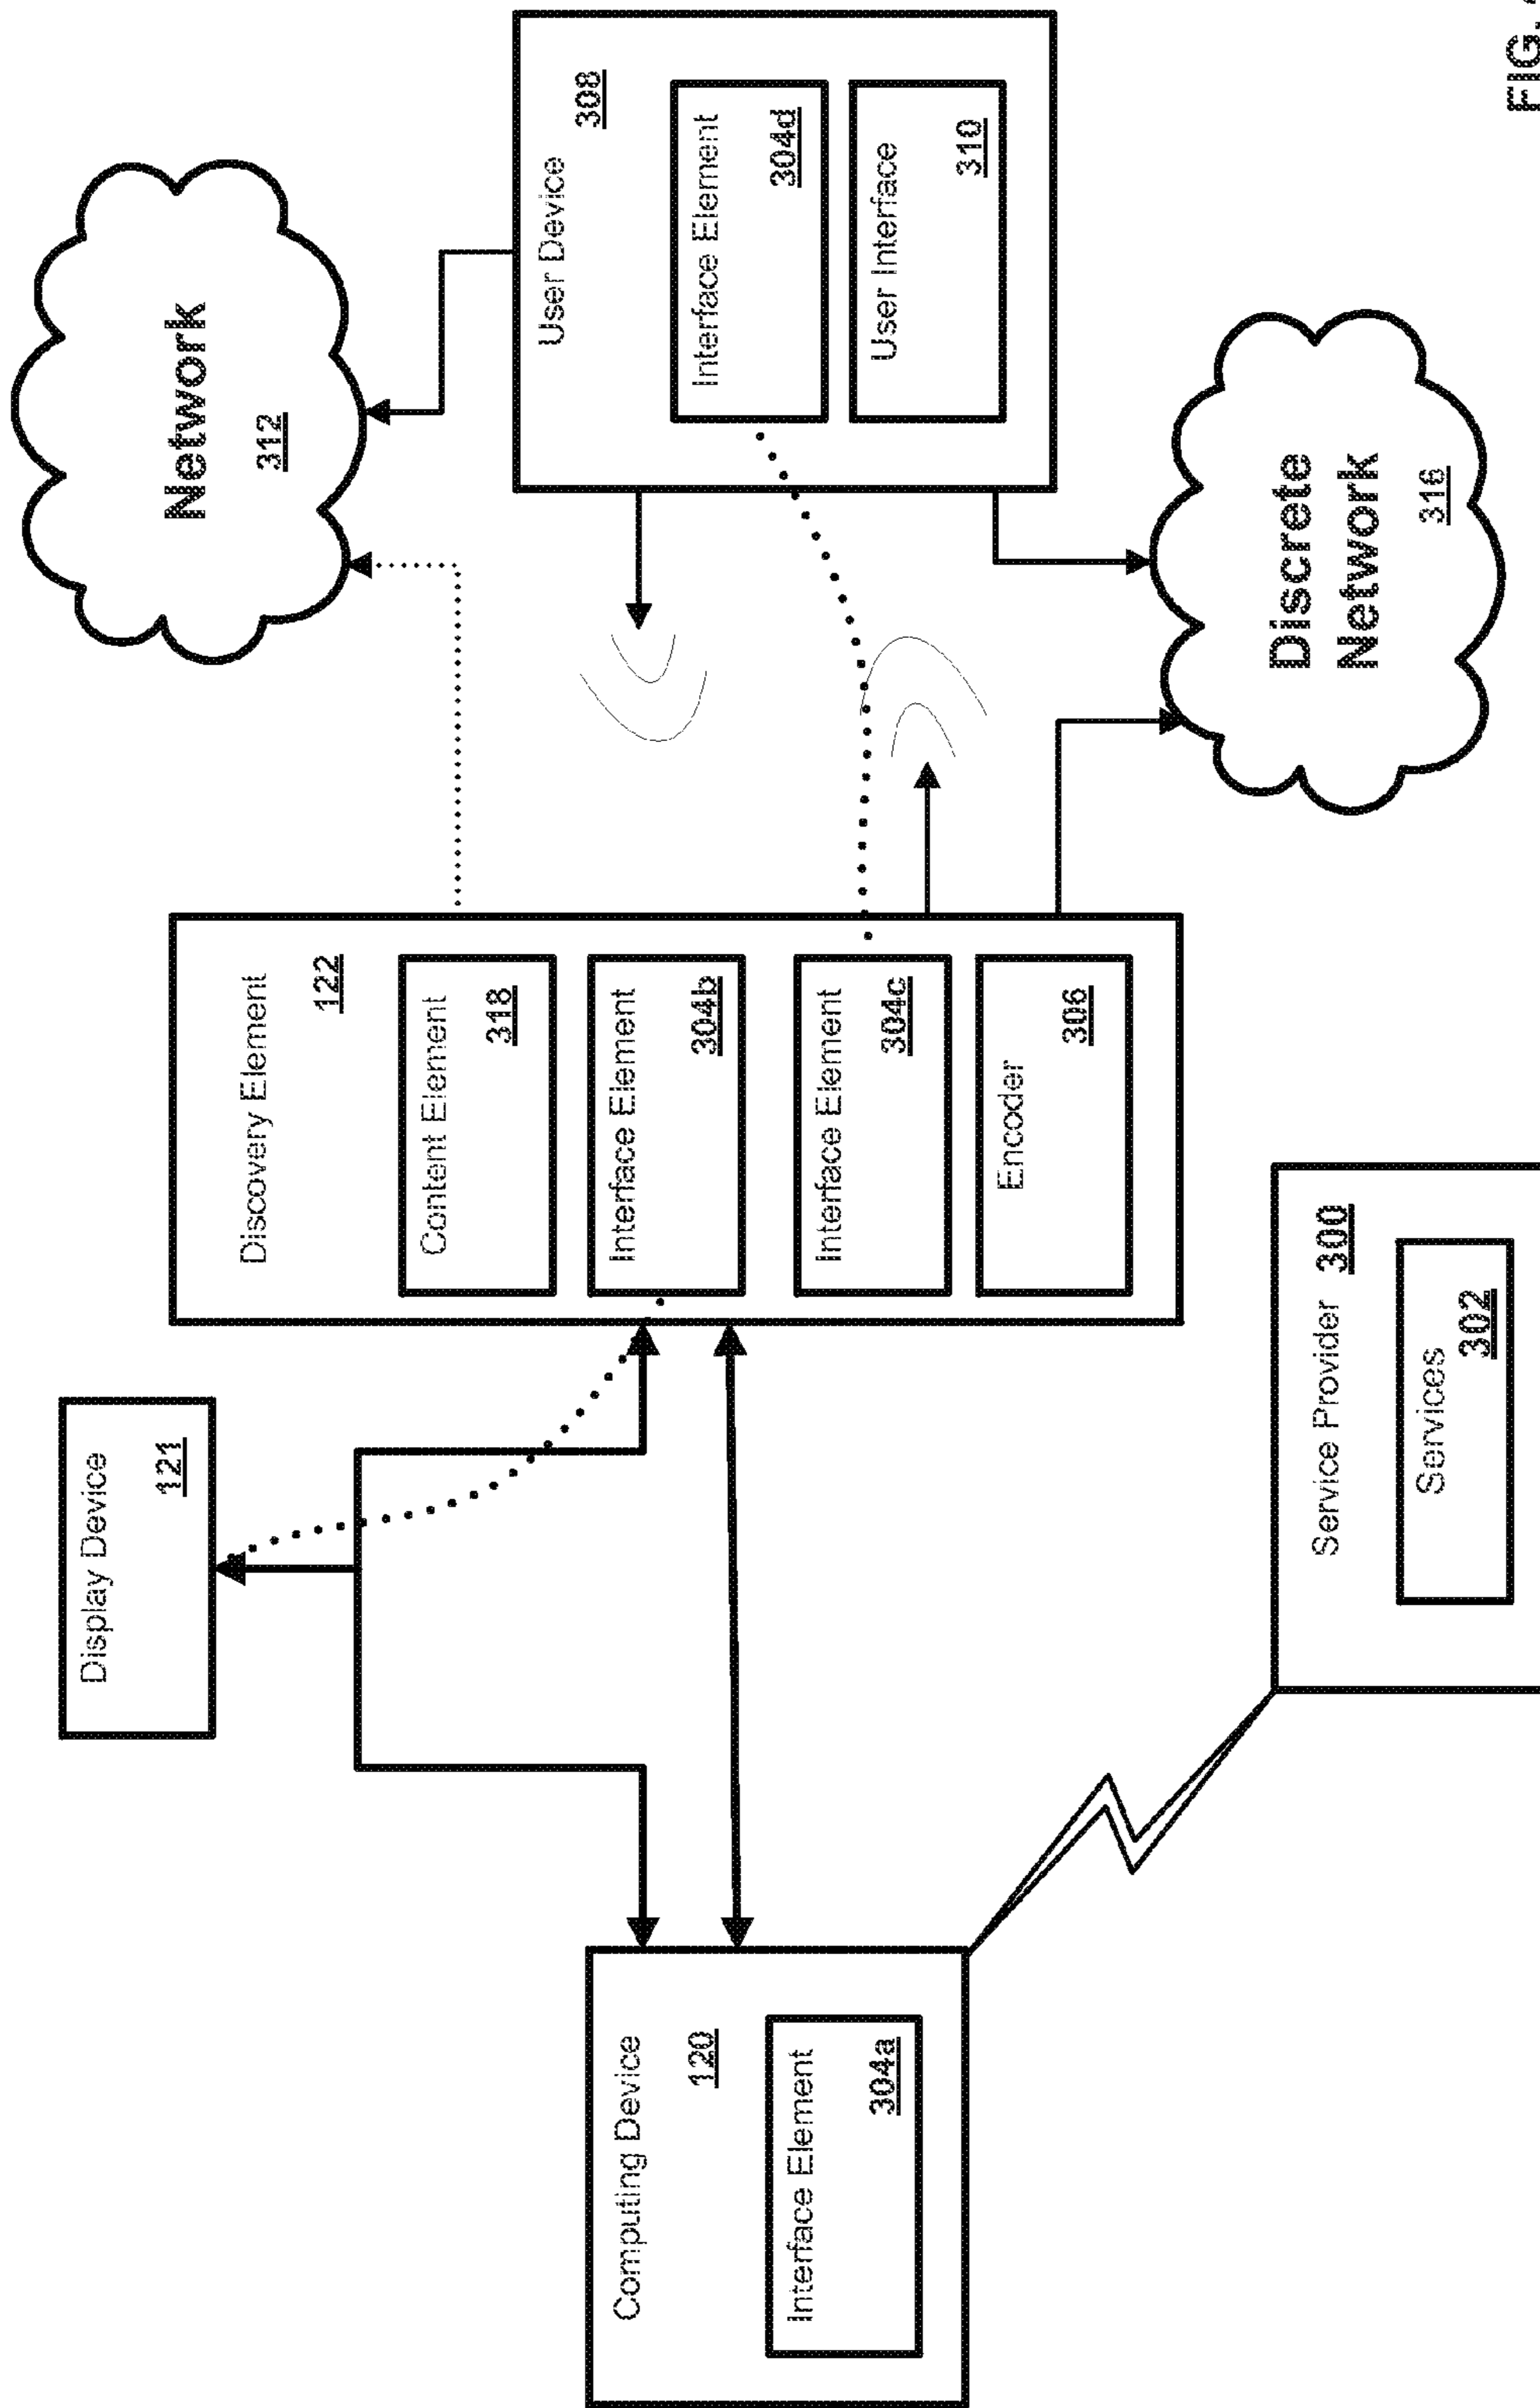 Network
312
User Device
308
Interface Element
304d
User Interface
310
Discrete
Network
316
Display Device
121
Discovery Element
122
Content Element
318
Interface Element
304b
Interface Element
304c
Encoder
306
Computing Device
120
Interface Element
304a
Service Provider 300
Services
302
FIG.